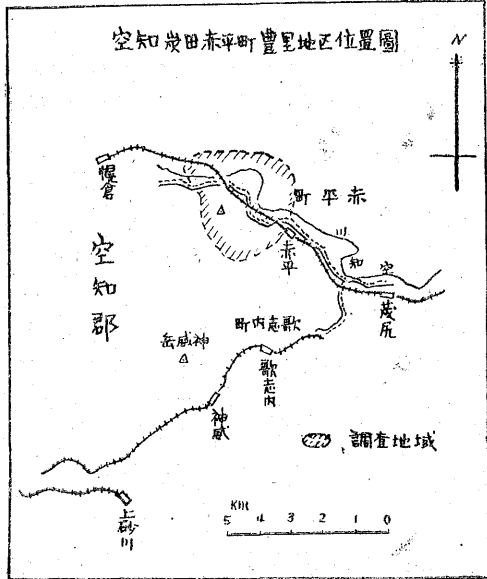 空知炭田赤平町豊里地区位置圖
N
幌倉
町平赤
赤平
川
知
空
茂尻
空知郡
町内志歌
歌志内
岳威神
神威
調査地域
上砂川
KM
5 4 3 2 1 0